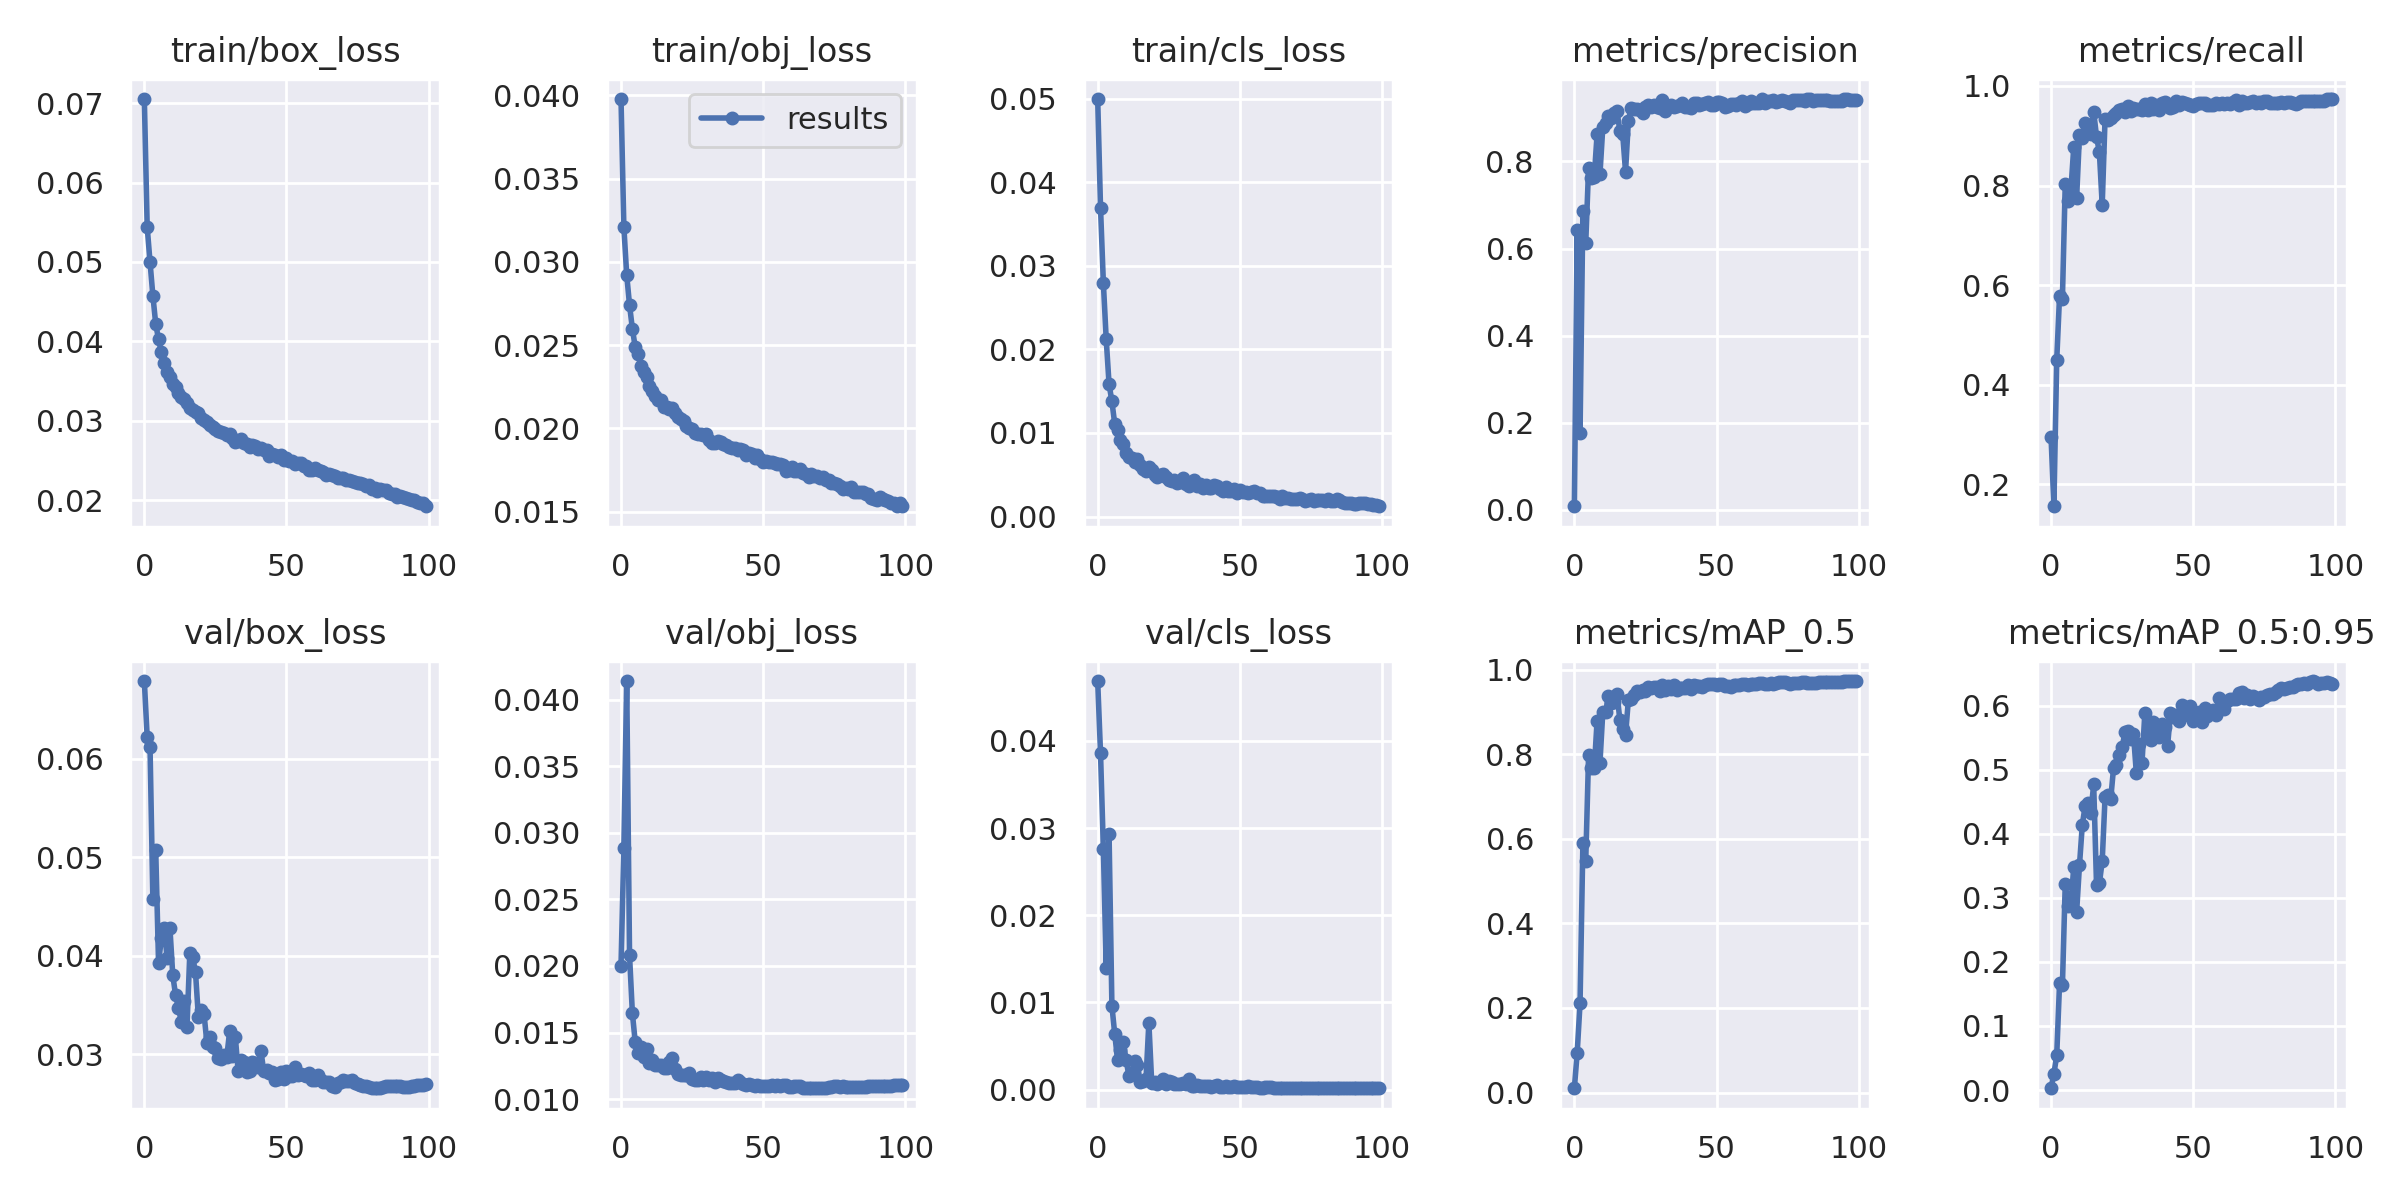 train/box_loss
train/obj_loss
train/cls_loss
metrics/precision
metrics/recall
0.07
0.06
0.05
0.04
0.03
0.02
0 50 100
0.040
0.035
0.030
0.025
0.020
0.015
results
0 50 100
0.05
0.04
0.03
0.02
0.01
0.00
0 50 100
0.8
0.6
0.4
0.2
0.0
0 50 100
1.0
0.8
0.6
0.4
0.2
0 50 100
val/box_loss
val/obj_loss
val/cls_loss
metrics/mAP_0.5
metrics/mAP_0.5:0.95
0.06
0.05
0.04
0.03
0 50 100
0.040
0.035
0.030
0.025
0.020
0.015
0.010
0 50 100
0.04
0.03
0.02
0.01
0.00
0 50 100
1.0
0.8
0.6
0.4
0.2
0.0
0 50 100
0.6
0.5
0.4
0.3
0.2
0.1
0.0
0 50 100